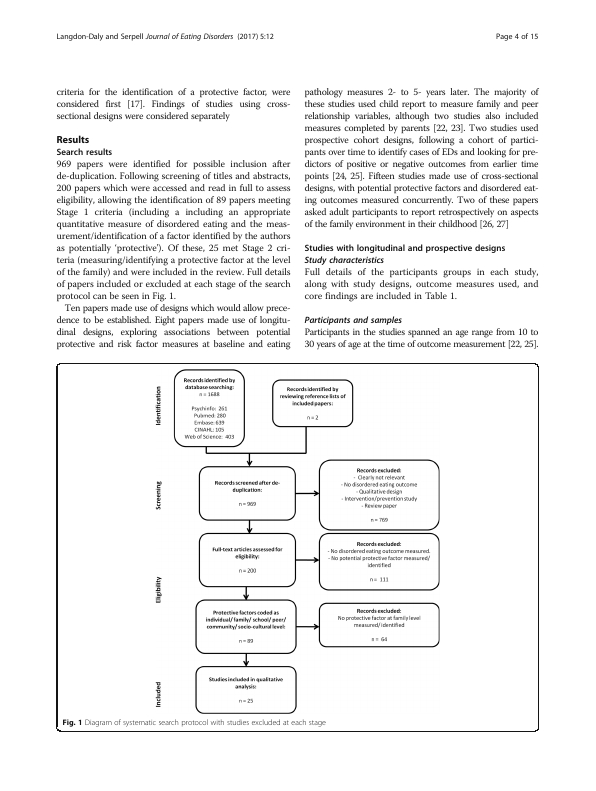 Langdon-Daly and Serpell Journal of Eating Disorders (2017) 5:12
Page 4 of 15
criteria for the identification of a protective factor, were
considered first [17]. Findings of studies using cross-
sectional designs were considered separately
Results
Search results
969 papers were identified for possible inclusion after
de-duplication. Following screening of titles and abstracts,
200 papers which were accessed and read in full to assess
eligibility, allowing the identification of 89 papers meeting
Stage 1 criteria (including a including an appropriate
quantitative measure of disordered eating and the meas-
urement/identification of a factor identified by the authors
as potentially 'protective'). Of these, 25 met Stage 2 cri-
teria (measuring/identifying a protective factor at the level
of the family) and were included in the review. Full details
of papers included or excluded at each stage of the search
protocol can be seen in Fig. 1.
Ten papers made use of designs which would allow prece-
dence to be established. Eight papers made use of longitu-
dinal designs, exploring associations between potential
protective and risk factor measures at baseline and eating
pathology measures 2- to 5- years later. The majority of
these studies used child report to measure family and peer
relationship variables, although two studies also included
measures completed by parents [22, 23]. Two studies used
prospective cohort designs, following a cohort of partici-
pants over time to identify cases of EDs and looking for pre-
dictors of positive or negative outcomes from earlier time
points [24, 25]. Fifteen studies made use of cross-sectional
designs, with potential protective factors and disordered eat-
ing outcomes measured concurrently. Two of these papers
asked adult participants to report retrospectively on aspects
of the family environment in their childhood [26, 27]
Studies with longitudinal and prospective designs
Study characteristics
Full details of the participants groups in each study,
along with study designs, outcome measures used, and
core findings are included in Table 1.
Participants and samples
Participants in the studies spanned an age range from 10 to
30 years of age at the time of outcome measurement [22, 25].
Identification
Records identified by
database searching:
n = 1688
Psychinfo: 261
Pubmed: 280
Embase: 639
CINAHL: 105
Web of Science: 403
Records identified by
reviewing reference lists of
included papers:
n = 2
Screening
Records screened after de-
duplication:
n = 969
Records excluded:
- Clearly not relevant
- No disordered eating outcome
- Qualitative design
- Intervention/prevention study
- Review paper
n = 769
Eligibility
Full-text articles assessed for
eligibility:
n = 200
Records excluded:
- No disordered eating outcome measured.
- No potential protective factor measured/
identified
n = 111
Protective factors coded as
individual/ family/ school/ peer/
community/ socio-cultural level:
n = 89
Records excluded:
No protective factor at family level
measured/ identified
n = 64
Included
Studies included in qualitative
analysis:
n = 25
Fig. 1 Diagram of systematic search protocol with studies excluded at each stage